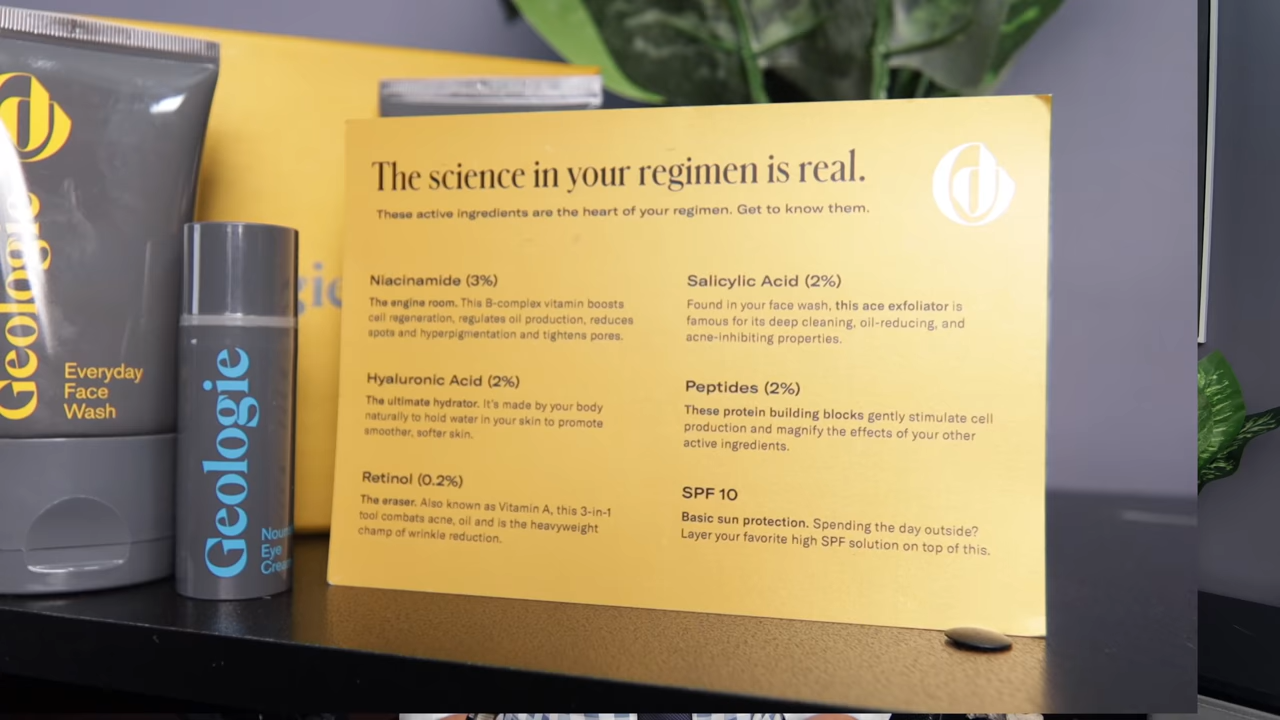 Geologie
Everyday
Face
Wash
Geologie
Eye
gie
The science in your regimen is real.
These active ingredients are the heart of your regimen. Get to know them.
Niacinamide (3%)
The engine room. This B-complex vitamin boosts
cell regeneration, regulates oil production, reduces
spots and hyperpigmentation and tightens pores.
Hyaluronic Acid (2%)
The ultimate hydrator. It's made by your body
naturally to hold water in your skin to promote
smoother, softer skin.
Retinol (0.2%)
The eraser. Also known as Vitamin A, this 3-in-1
tool combats acne, oil and is the heavyweight
champ of wrinkle reduction.
Salicylic Acid (2%)
Found in your face wash, this ace exfoliator is
famous for its deep cleaning, oil-reducing, and
acne-inhibiting properties.
Peptides (2%)
These protein building blocks gently stimulate cell
production and magnify the effects of your other
active ingredients.
SPF 10
Basic sun protection. Spending the day outside?
Layer your favorite high SPF solution on top of this.